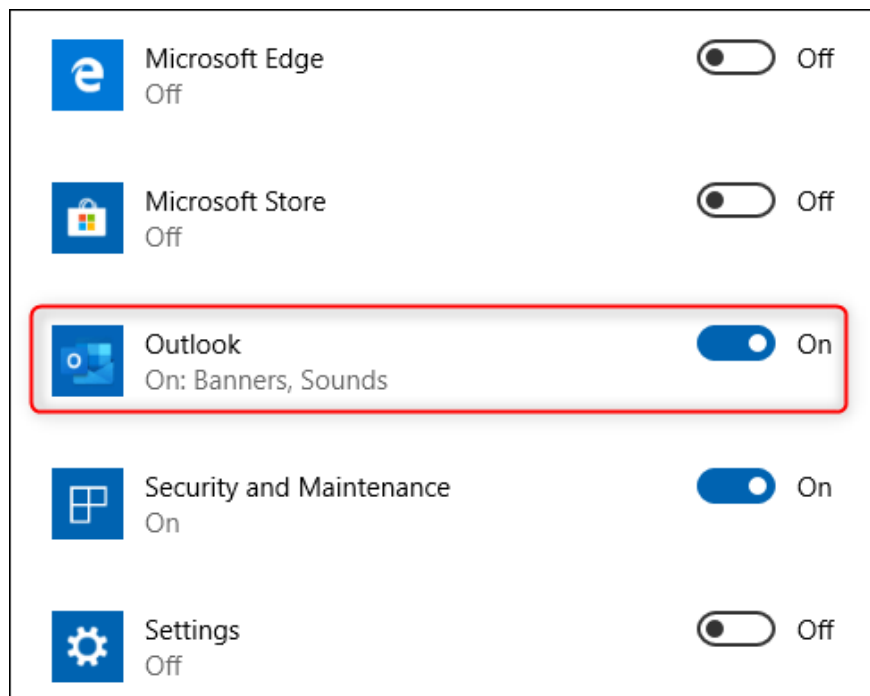 Microsoft Edge
Off
Off
Microsoft Store
Off
Off
Outlook
On: Banners, Sounds
On
Security and Maintenance
On
On
Settings
Off
Off